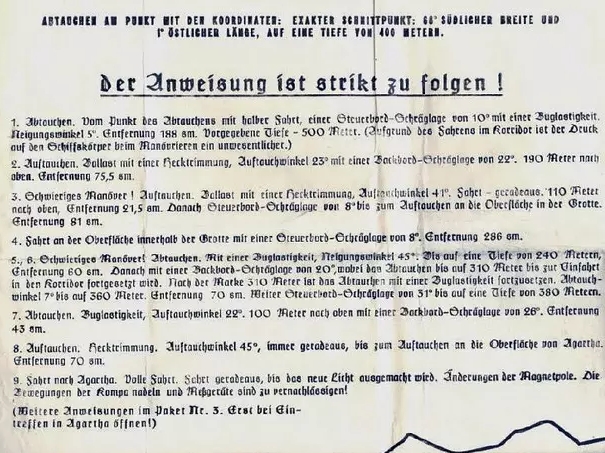 ABTAUCHEN AM PUNKT MIT DEN KOORDINATEN: EXAKTER SCHNITTPUNKT: 68° SÜDLICHER BREITE UND
1° ÖSTLICHER LÄNGE, AUF EINE TIEFE VON 400 METERN.
Der Anweisung ist strikt zu folgen!
1. Abtauchen. Vom Punkt des Abtauchens mit halber Fahrt, einer Steuerbord-Schräglage von 10° mit einer Buglastigkeit.
Neigungswinkel 5°. Entfernung 188 sm. Vorgegebene Tiefe - 500 Meter. (Aufgrund des Fahrens im Korridor ist der Druck
auf den Schiffskörper beim Manövrieren ein unwesentlicher.)
2. Auftauchen. Ballast mit einer Hecktrimmung, Auftauchwinkel 23° mit einer Backbord-Schräglage von 22°. 190 Meter nach
oben. Entfernung 75,5 sm.
3. Schwieriges Manöver! Auftauchen. Ballast mit einer Hecktrimmung, Auftauchwinkel 41°. Fahrt - geradeaus. 110 Meter
nach oben, Entfernung 21,5 sm. Danach Steuerbord-Schräglage von 8° bis zum Auftauchen an die Oberfläche in der Grotte.
Entfernung 81 sm.
4. Fahrt an der Oberfläche innerhalb der Grotte mit einer Steuerbord-Schräglage von 8°. Entfernung 286 sm.
5., 6. Schwieriges Manöver! Abtauchen. Mit einer Buglastigkeit, Neigungswinkel 45°. Bis auf eine Tiefe von 240 Metern,
Entfernung 60 sm. Danach mit einer Backbord-Schräglage von 20°, wobei das Abtauchen bis auf 310 Meter bis zur Einfahrt
in den Korridor fortgesetzt wird. Nach der Marke 310 Meter ist das Abtauchen mit einer Buglastigkeit fortzusetzen. Abtauch-
winkel 7° bis auf 360 Meter. Entfernung 70 sm. Weiter Steuerbord-Schräglage von 31° bis auf eine Tiefe von 380 Metern.
7. Abtauchen. Buglastigkeit, Auftauchwinkel 22°. 100 Meter nach oben mit einer Backbord-Schräglage von 26°. Entfernung
43 sm.
8. Auftauchen. Hecktrimmung. Auftauchwinkel 45°, immer geradeaus, bis zum Auftauchen an die Oberfläche von Agartha.
Entfernung 70 sm.
9. Fahrt nach Agartha. Volle Fahrt. Fahrt geradeaus, bis das neue Licht ausgemacht wird. Änderungen der Magnetpole. Die
Bewegungen der Kompa nadeln und Meßgeräte sind zu vernachlässigen!
(Weitere Anweisungen im Paket Nr. 3. Erst bei Ein-
treffen in Agartha öffnen!)